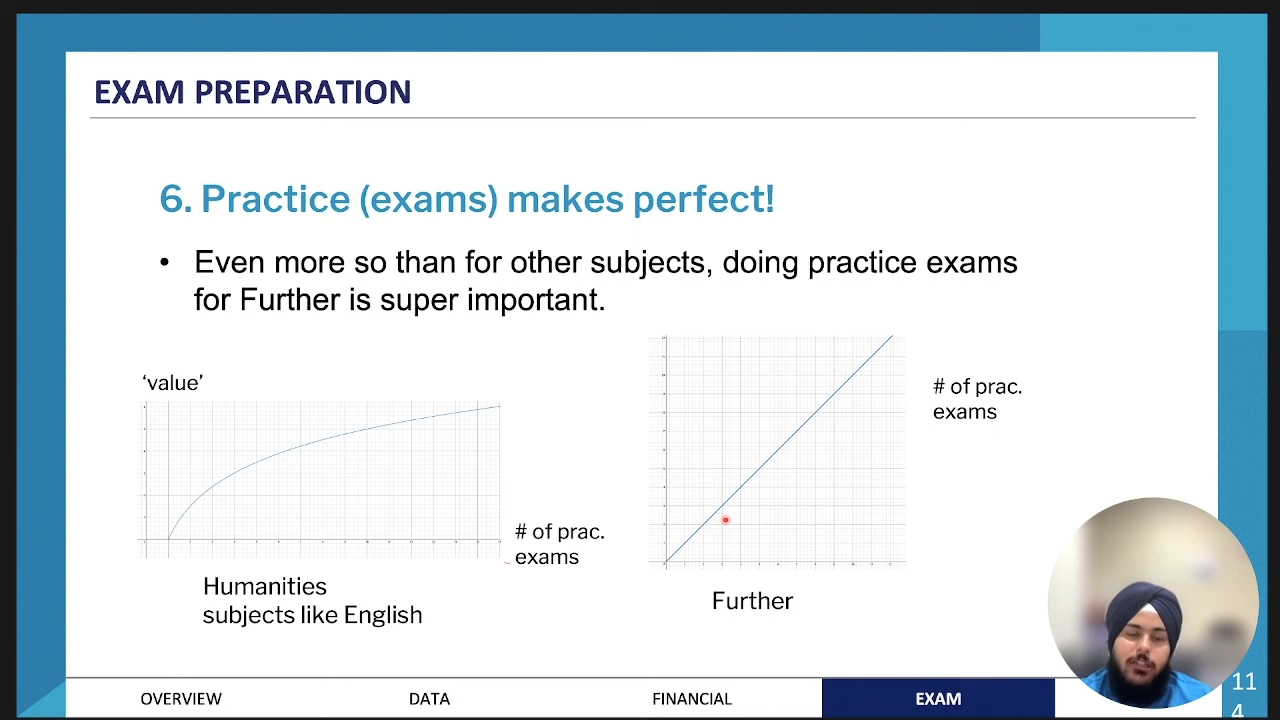 EXAM PREPARATION
6. Practice (exams) makes perfect!
• Even more so than for other subjects, doing practice exams
for Further is super important.
‘value’
# of prac.
exams
Humanities
subjects like English
# of prac.
exams
Further
OVERVIEW
DATA
FINANCIAL
EXAM
11
4